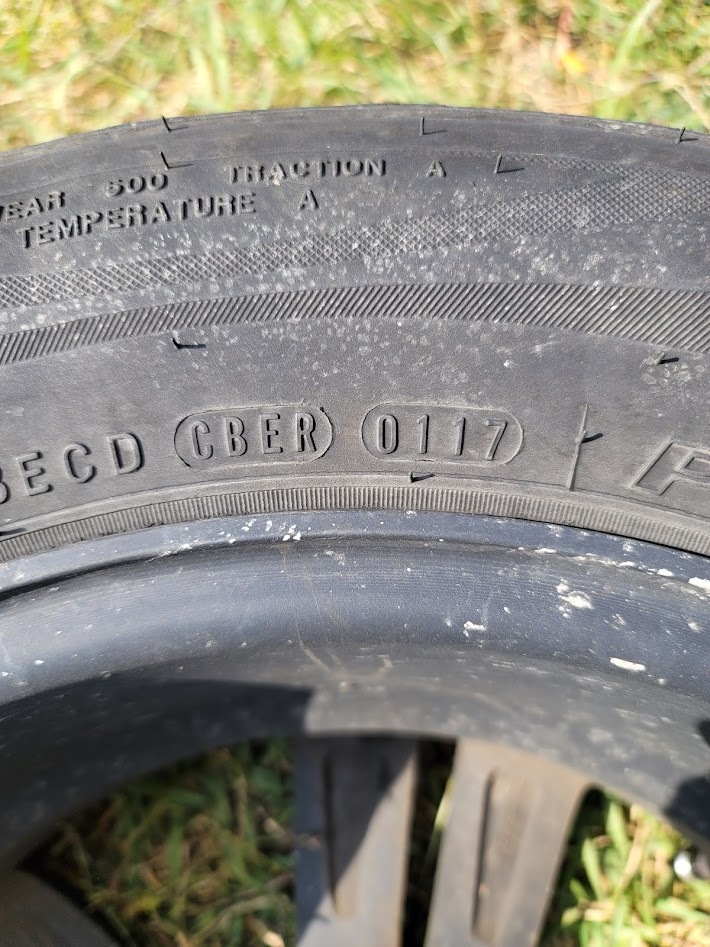 EAR 600 TRACTION A
TEMPERATURE A
BECD CBER 0117 P